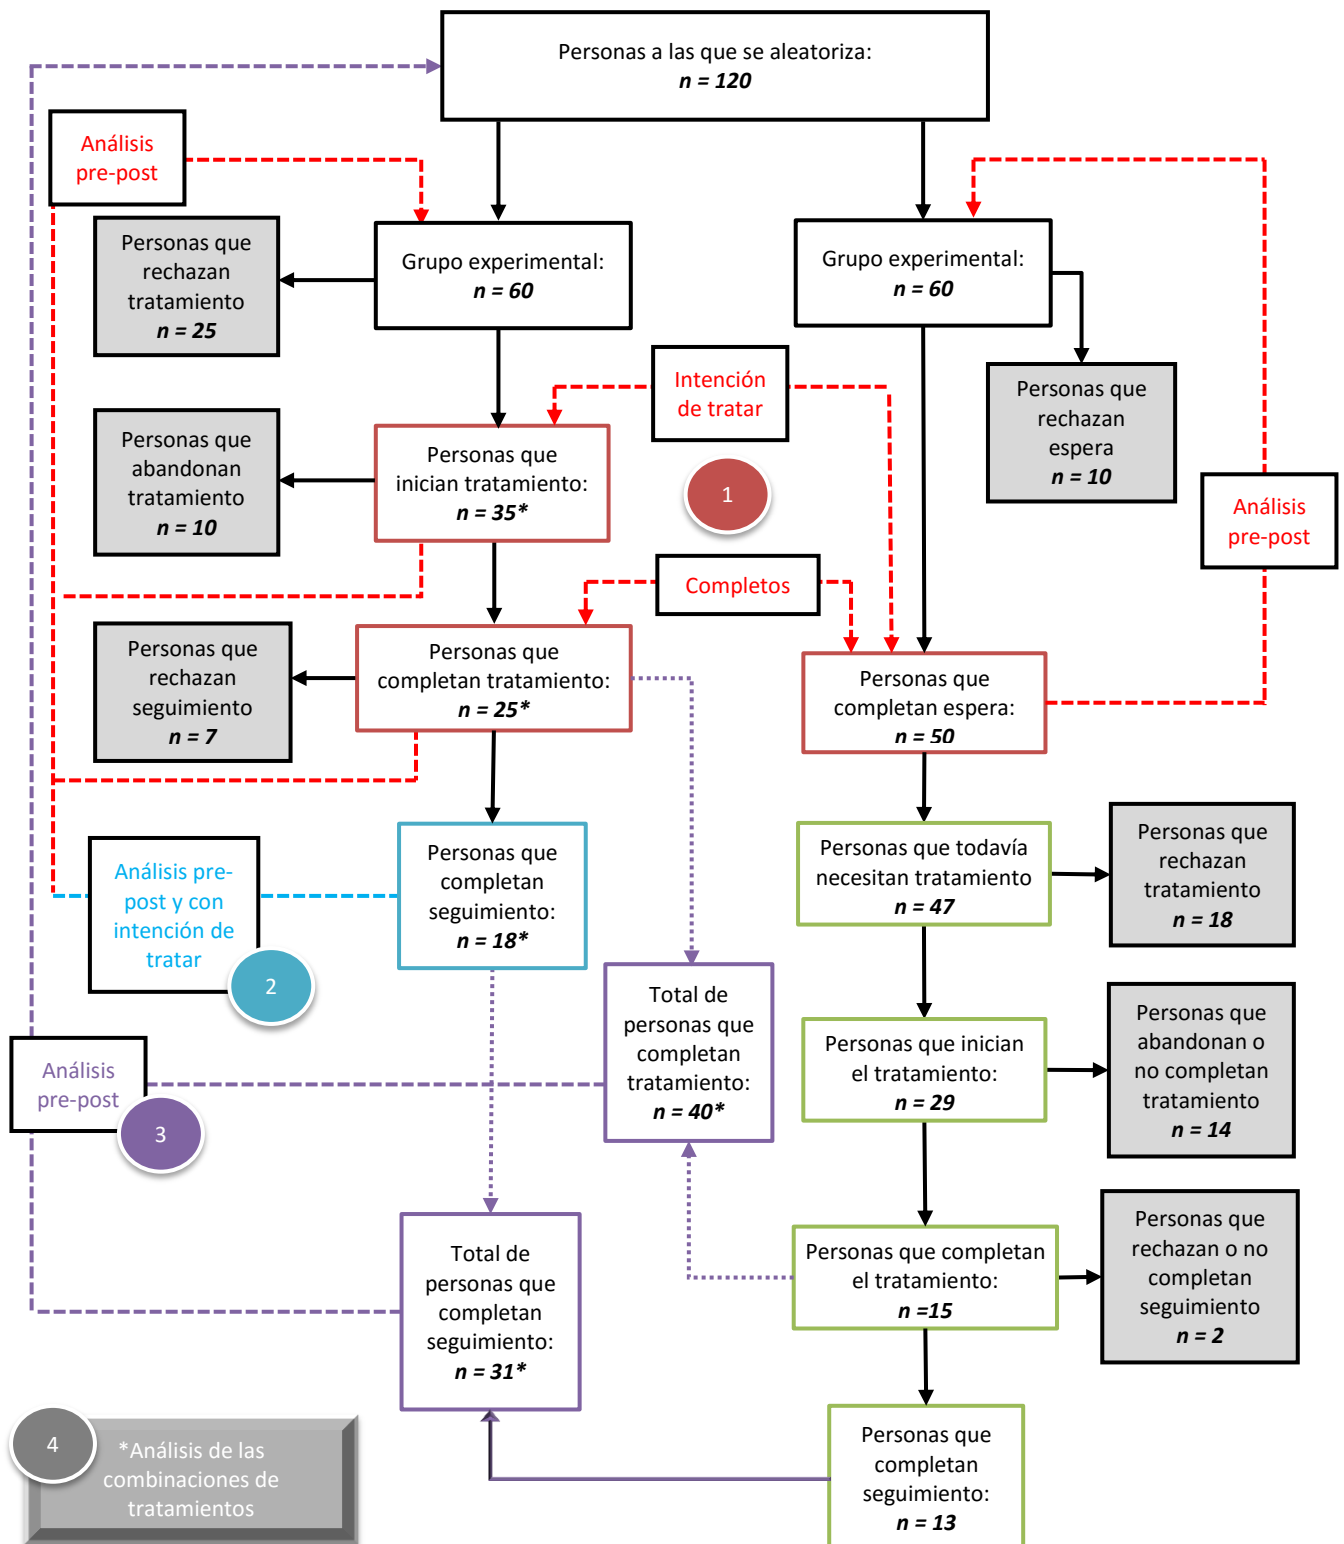 Personas a las que se aleatoriza:
n = 120
Análisis
pre-post
Personas que
rechazan
tratamiento
n = 25
Grupo experimental:
n = 60
Grupo experimental:
n = 60
Intención
de tratar
Personas que
rechazan
espera
n = 10
Personas que
abandonan
tratamiento
n = 10
Personas que
inician tratamiento:
n = 35*
1
Análisis
pre-post
Completos
Personas que
rechazan
seguimiento
n = 7
Personas que
completan tratamiento:
n = 25*
Personas que
completan espera:
n = 50
Análisis pre-
post y con
intención de
tratar
2
Personas que
completan
seguimiento:
n = 18*
Personas que todavía
necesitan tratamiento
n = 47
Personas que
rechazan
tratamiento
n = 18
Total de
personas que
completan
tratamiento:
n = 40*
Personas que inician
el tratamiento:
n = 29
Personas que
abandonan o
no completan
tratamiento
n = 14
Análisis
pre-post
3
Total de
personas que
completan
seguimiento:
n = 31*
Personas que completan
el tratamiento:
n =15
Personas que
rechazan o no
completan
seguimiento
n = 2
4
*Análisis de las
combinaciones de
tratamientos
Personas que
completan
seguimiento:
n = 13